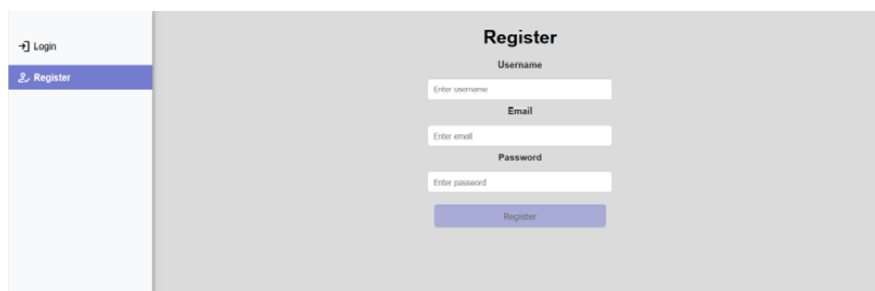 Login
Register
Register
Username
Enter username
Email
Enter email
Password
Enter password
Register